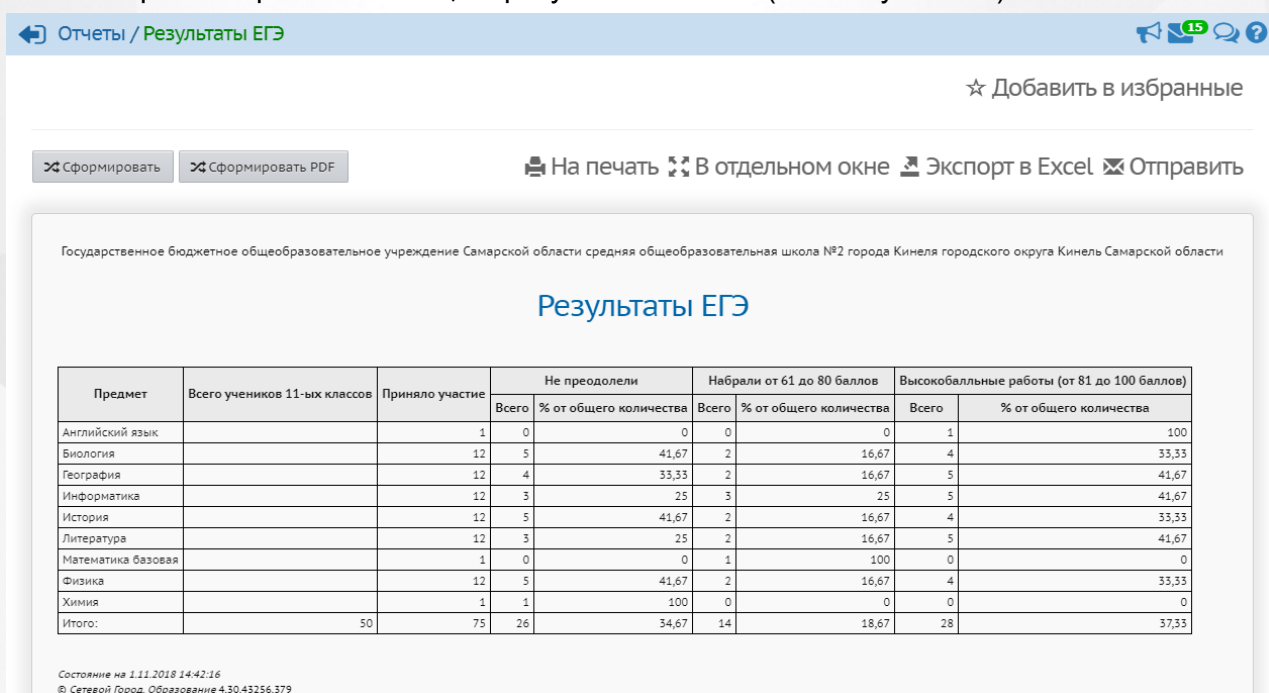 Отчеты / Результаты ЕГЭ
15
?
☆ Добавить в избранные
Сформировать Сформировать PDF На печать В отдельном окне Экспорт в Excel Отправить
Государственное бюджетное общеобразовательное учреждение Самарской области средняя общеобразовательная школа №2 города Кинеля городского округа Кинель Самарской области
Результаты ЕГЭ
Предмет Всего учеников 11-ых классов Приняло участие Не преодолели Набрали от 61 до 80 баллов Высокобалльные работы (от 81 до 100 баллов)
Всего % от общего количества Всего % от общего количества Всего % от общего количества
Английский язык 1 0 0 0 0 1 100
Биология 12 5 41,67 2 16,67 4 33,33
География 12 4 33,33 2 16,67 5 41,67
Информатика 12 3 25 3 25 5 41,67
История 12 5 41,67 2 16,67 4 33,33
Литература 12 3 25 2 16,67 5 41,67
Математика базовая 1 0 0 1 100 0 0
Физика 12 5 41,67 2 16,67 4 33,33
Химия 1 1 100 0 0 0 0
Итого: 50 75 26 34,67 14 18,67 28 37,33
Состояние на 1.11.2018 14:42:16
© Сетевой Город. Образование 4.30.43256.379